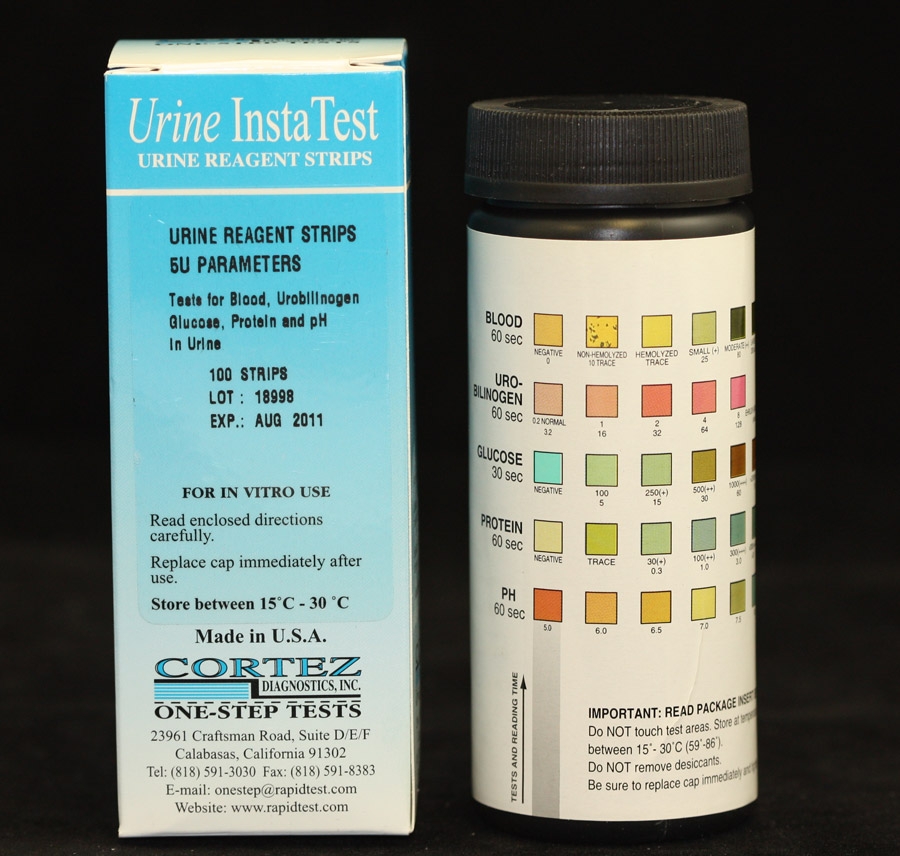 Urine InstaTest
URINE REAGENT STRIPS
URINE REAGENT STRIPS
5U PARAMETERS
Tests for Blood, Urobilinogen
Glucose, Protein and pH
in Urine
100 STRIPS
LOT : 18998
EXP.: AUG 2011
FOR IN VITRO USE
Read enclosed directions
carefully.
Replace cap immediately after
use.
Store between 15˚C - 30 ˚C
Made in U.S.A.
CORTEZ
DIAGNOSTICS, INC.
ONE-STEP TESTS
23961 Craftsman Road, Suite D/E/F
Calabasas, California 91302
Tel: (818) 591-3030 Fax: (818) 591-8383
E-mail: onestep@rapidtest.com
Website: www.rapidtest.com
BLOOD
60 sec
NEGATIVE
0
NON-HEMOLYZED
10 TRACE
HEMOLYZED
TRACE
SMALL (+)
25
MODERATE
80
URO-
BILINOGEN
60 sec
0.2 NORMAL
3.2
1
16
2
32
4
64
8
128
GLUCOSE
30 sec
NEGATIVE
100
5
250(+)
15
500(++)
30
1000(+++)
60
PROTEIN
60 sec
NEGATIVE
TRACE
30(+)
0.3
100(++)
1.0
300(+++)
3.0
PH
60 sec
5.0
6.0
6.5
7.0
7.5
TESTS AND READING TIME
IMPORTANT: READ PACKAGE INSERT
Do NOT touch test areas. Store at
between 15˚- 30˚C (59˚-86˚).
Do NOT remove desiccants.
Be sure to replace cap immediately and